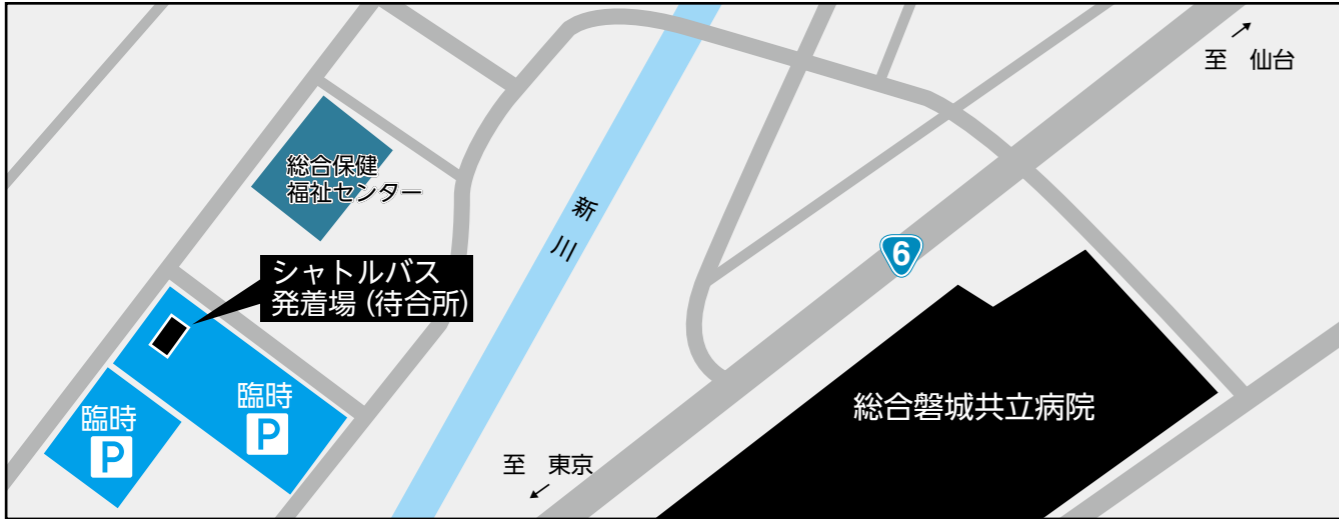 至 仙台
総合保健
福祉センター
新川
6
シャトルバス
発着場(待合所)
臨時
P
臨時
P
総合磐城共立病院
至 東京